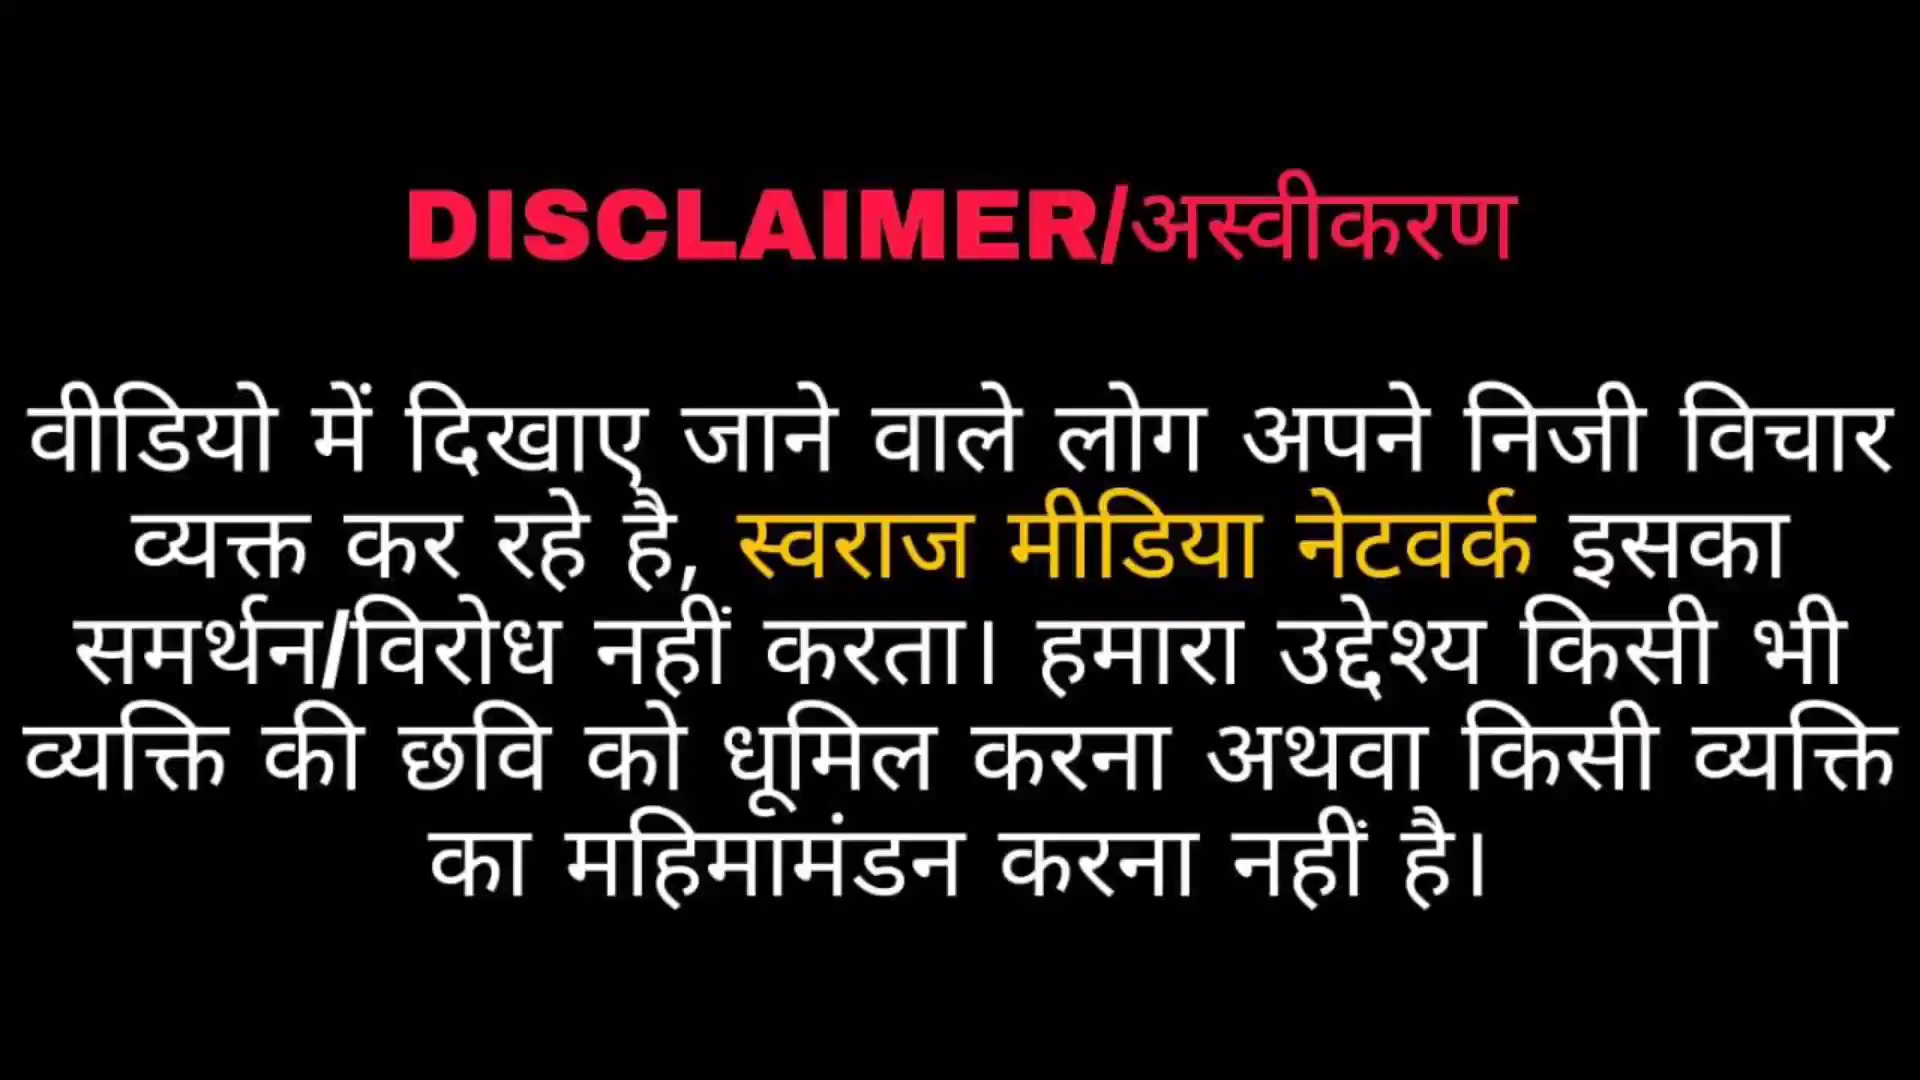 DISCLAIMER/अस्वीकरण
वीडियो में दिखाए जाने वाले लोग अपने निजी विचार
व्यक्त कर रहे है, स्वराज मीडिया नेटवर्क इसका
समर्थन/विरोध नहीं करता। हमारा उद्देश्य किसी भी
व्यक्ति की छवि को धूमिल करना अथवा किसी व्यक्ति
का महिमामंडन करना नहीं है।